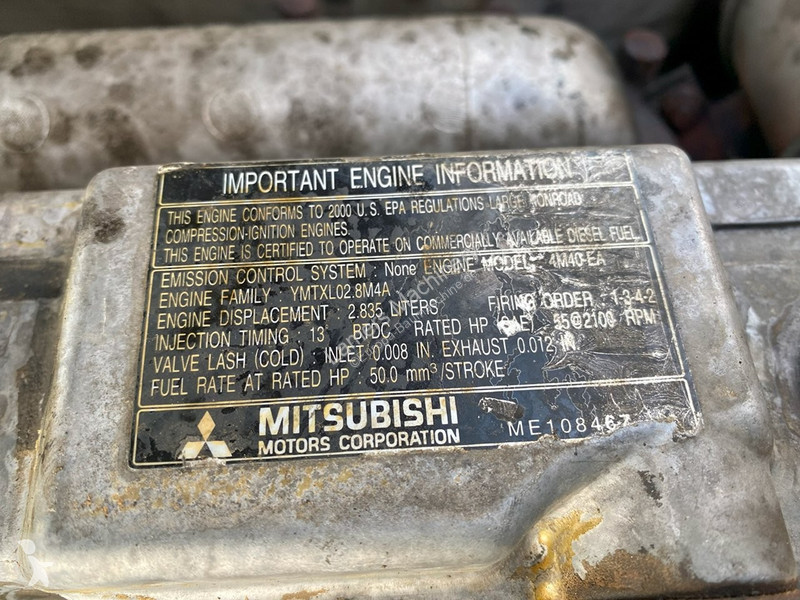 IMPORTANT ENGINE INFORMATION
THIS ENGINE CONFORMS TO 2000 U.S. EPA REGULATIONS LARGE NONROAD
COMPRESSION-IGNITION ENGINES.
THIS ENGINE IS CERTIFIED TO OPERATE ON COMMERCIALLY AVAILABLE DIESEL FUEL.
EMISSION CONTROL SYSTEM : None ENGINE MODEL : 4M40-EA
ENGINE FAMILY : YMTXL02.8M4A
ENGINE DISPLACEMENT : 2.835 LITERS FIRING ORDER : 1-3-4-2
INJECTION TIMING : 13 BTDC RATED HP 55@2100 RPM
VALVE LASH (COLD) INLET 0.008 IN. EXHAUST 0.012 IN
FUEL RATE AT RATED HP : 50.0 mm³/STROKE
MITSUBISHI
MOTORS CORPORATION
ME108467